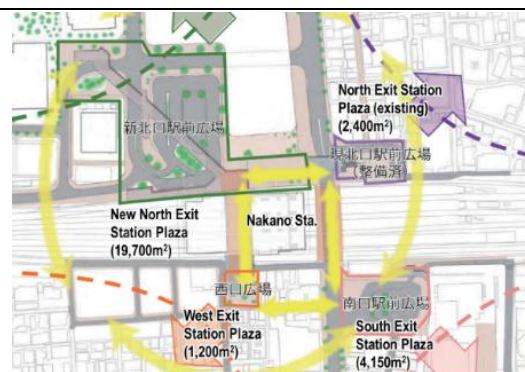 North Exit Station
Plaza (existing)
(2,400m²)
新北口駅前広場
現北口駅前広場
(整備済
New North Exit
Station Plaza
(19,700m²)
Nakano Sta.
西口広場
南口駅前広場
West Exit
Station Plaza
(1,200m²)
South Exit
Station Plaza
(4,150m²)